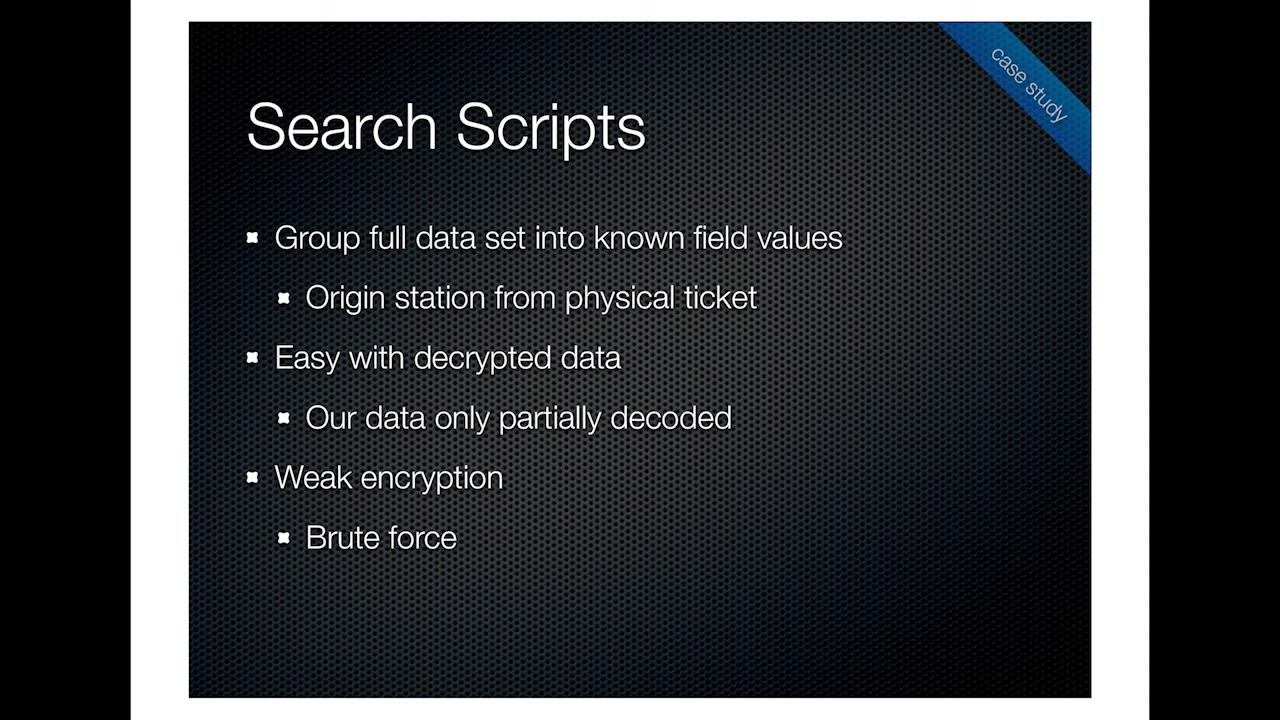 case study
Search Scripts
Group full data set into known field values
Origin station from physical ticket
Easy with decrypted data
Our data only partially decoded
Weak encryption
Brute force